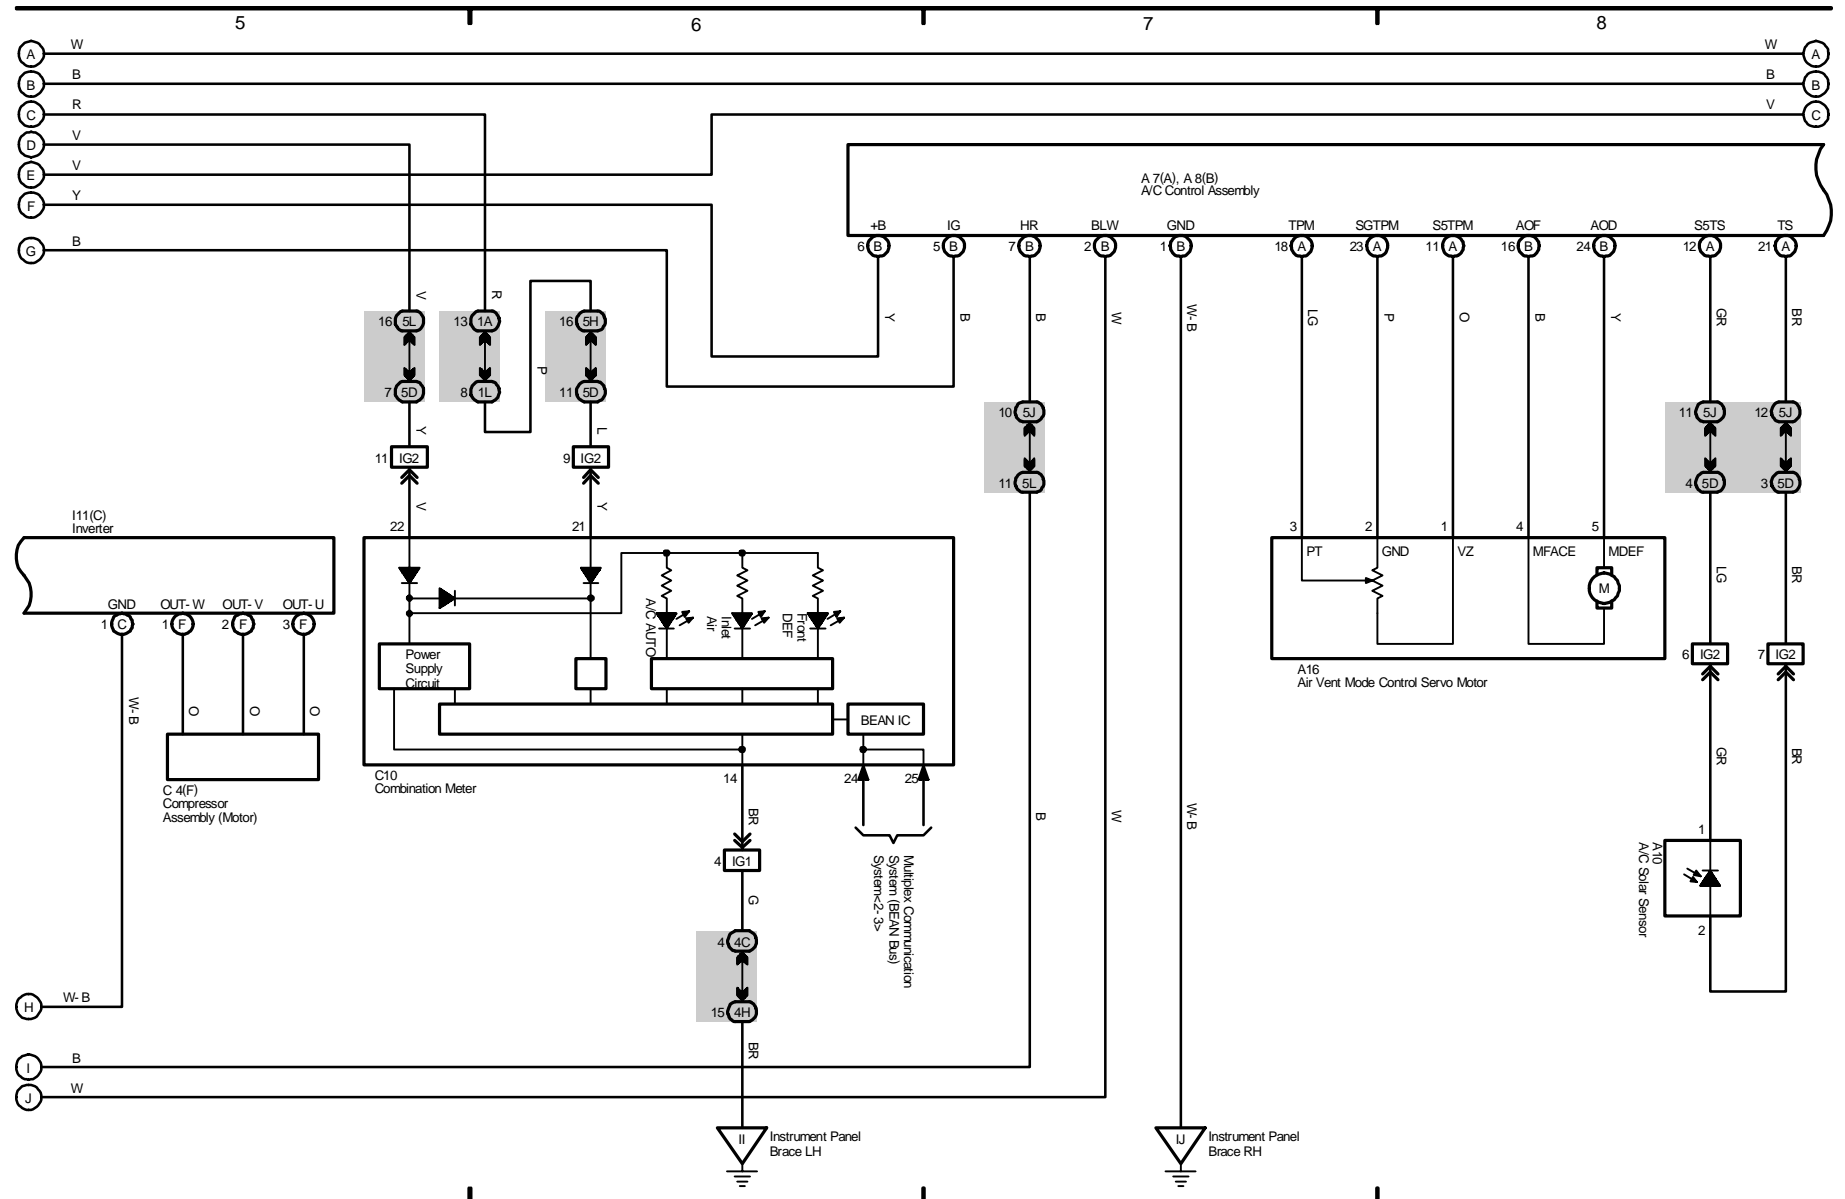 5 6 7 8
A W W A
B B B B
C R V C
D V
E V
F Y
G B
A 7(A), A 8(B)
A/C Control Assembly
+B IG HR BLW GND TPM SGTPM S5TPM AOF AOD S5TS TS
6 B 5 B 7 B 2 B 1 B 18 A 23 A 11 A 16 B 24 B 12 A 21 A
V R Y B B W W-B LG P O B Y GR BR
16 5L 13 1A 16 5H
P
7 5D 8 1L 11 5D
10 5J 11 5J 12 5J
Y L
11 IG2 9 IG2
11 5L 4 5D 3 5D
V Y
22 21 3 2 1 4 5
I11(C)
Inverter
PT GND VZ MFACE MDEF
M
LG BR
GND OUT-W OUT-V OUT-U
1 C 1 F 2 F 3 F
A/C AUTO
Inlet
Air
Front
DEF
Power
Supply
Circuit
6 IG2 7 IG2
A16
Air Vent Mode Control Servo Motor
W-B O O O
BEAN IC
GR BR
C10
Combination Meter
14 24 25
C 4(F)
Compressor
Assembly (Motor)
BR B W W-B
4 IG1
Multiplex Communication
System (BEAN Bus)
System<2-3>
1
A10
A/C Solar Sensor
2
G
4 4C
15 4H
H W-B
BR
I B
J W
II Instrument Panel
Brace LH
IJ Instrument Panel
Brace RH